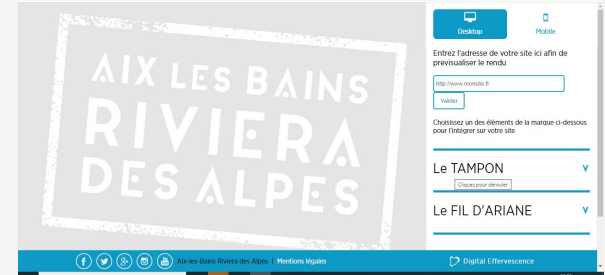 AIX LES BAINS
RIVIERA
DES ALPES
Desktop
Mobile
Entrez l'adresse de votre site ici afin de
previsualiser le rendu
http://www.monsite.fr
Valider
Choisissez un des éléments de la marque ci-dessous
pour l'intégrer sur votre site
Le TAMPON
Cliquez pour dérouler
Le FIL D'ARIANE
Aix-les-Bains Riviera des Alpes | Mentions légales
Digital Effervescence